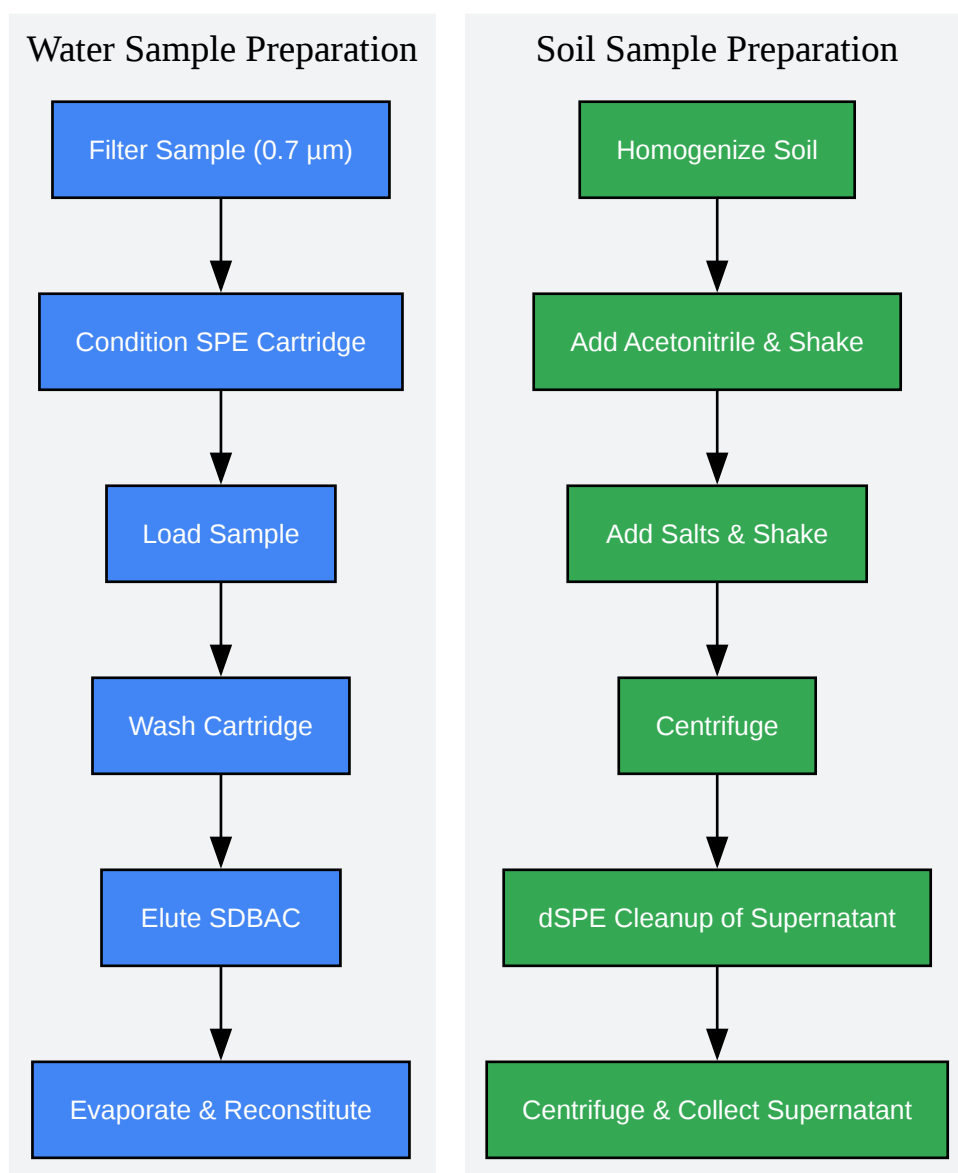 Water Sample Preparation
Filter Sample (0.7 µm)
Condition SPE Cartridge
Load Sample
Wash Cartridge
Elute SDBAC
Evaporate & Reconstitute
Soil Sample Preparation
Homogenize Soil
Add Acetonitrile & Shake
Add Salts & Shake
Centrifuge
dSPE Cleanup of Supernatant
Centrifuge & Collect Supernatant